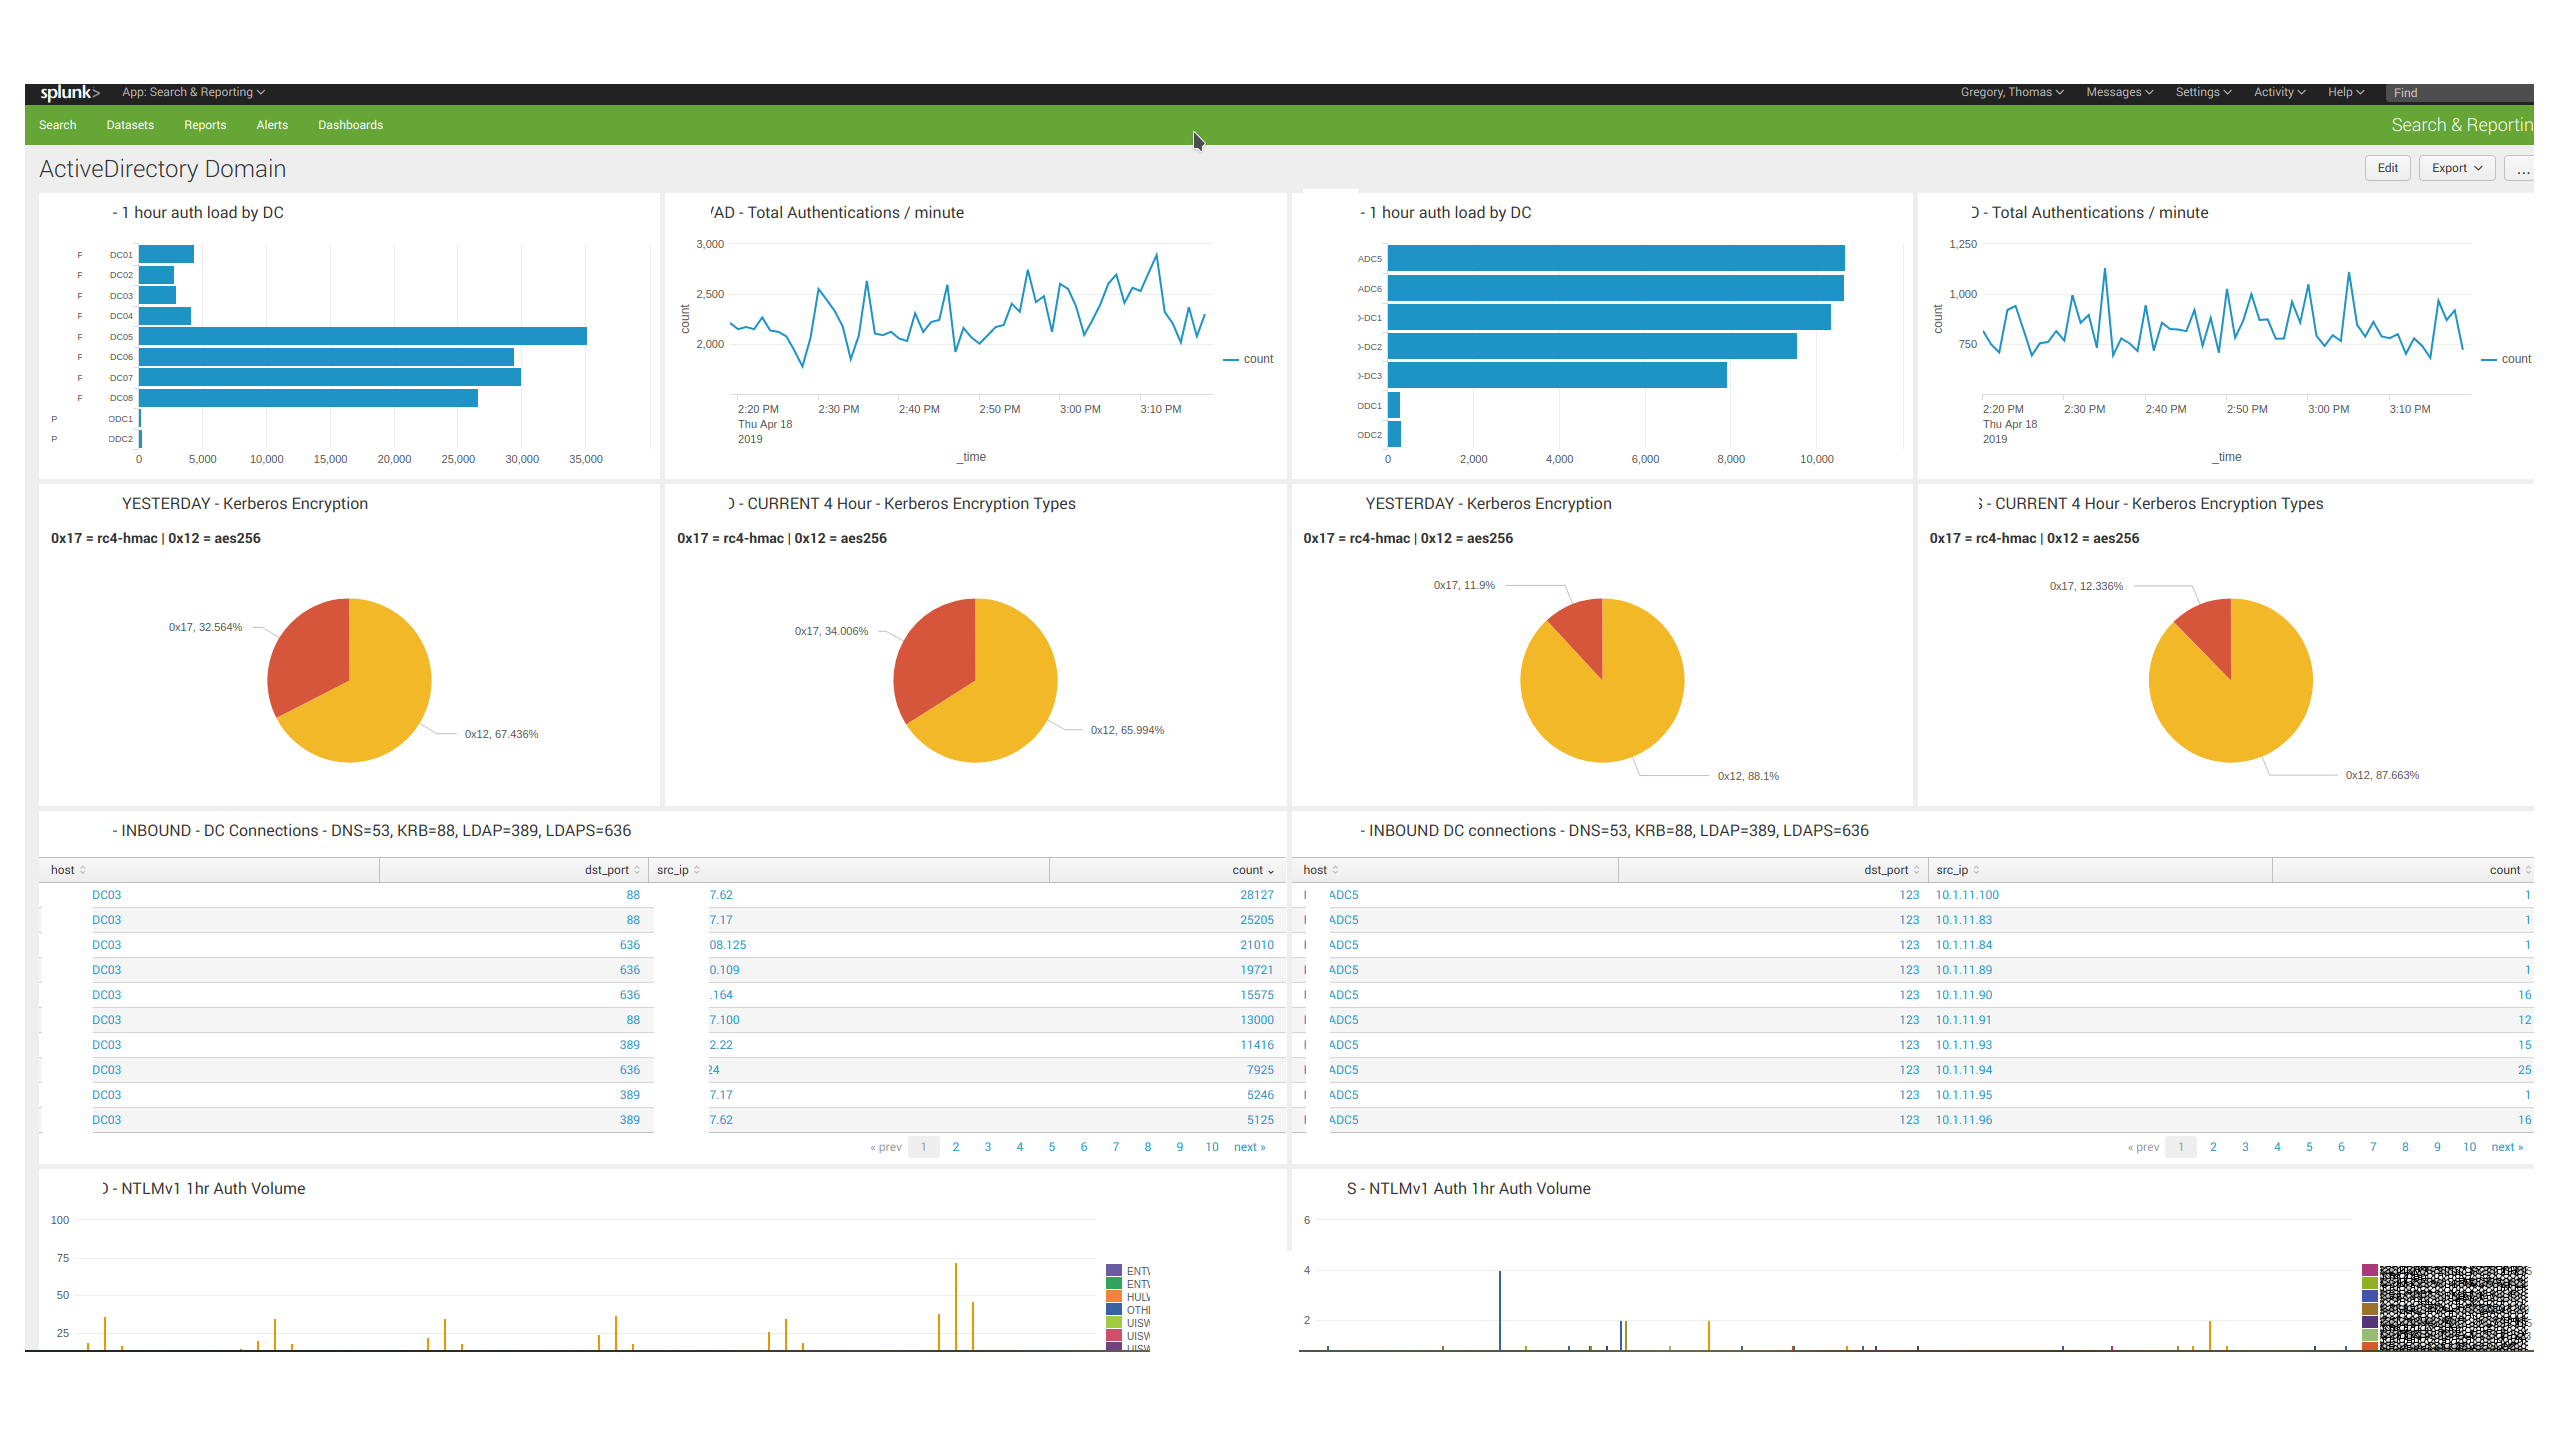 splunk> App: Search & Reporting Gregory, Thomas Messages Settings Activity Help Find
Search Datasets Reports Alerts Dashboards Search & Reportin
ActiveDirectory Domain Edit Export ...
- 1 hour auth load by DC
F DC01
F DC02
F DC03
F DC04
F DC05
F DC06
F DC07
F DC08
P ODC1
P ODC2
0 5,000 10,000 15,000 20,000 25,000 30,000 35,000
/AD - Total Authentications / minute
3,000
2,500
2,000
count
count
2:20 PM 2:30 PM 2:40 PM 2:50 PM 3:00 PM 3:10 PM
Thu Apr 18
2019
_time
- 1 hour auth load by DC
ADC5
ADC6
-DC1
-DC2
-DC3
ODC1
ODC2
0 2,000 4,000 6,000 8,000 10,000
- Total Authentications / minute
1,250
1,000
750
count
count
2:20 PM 2:30 PM 2:40 PM 2:50 PM 3:00 PM 3:10 PM
Thu Apr 18
2019
_time
YESTERDAY - Kerberos Encryption
0x17 = rc4-hmac | 0x12 = aes256
0x17, 32.564%
0x12, 67.436%
- CURRENT 4 Hour - Kerberos Encryption Types
0x17 = rc4-hmac | 0x12 = aes256
0x17, 34.006%
0x12, 65.994%
YESTERDAY - Kerberos Encryption
0x17 = rc4-hmac | 0x12 = aes256
0x17, 11.9%
0x12, 88.1%
- CURRENT 4 Hour - Kerberos Encryption Types
0x17 = rc4-hmac | 0x12 = aes256
0x17, 12.336%
0x12, 87.663%
- INBOUND - DC Connections - DNS=53, KRB=88, LDAP=389, LDAPS=636
host dst_port src_ip count
DC03 88 7.62 28127
DC03 88 7.17 25205
DC03 636 08.125 21010
DC03 636 0.109 19721
DC03 636 .164 15575
DC03 88 7.100 13000
DC03 389 2.22 11416
DC03 636 24 7925
DC03 389 7.17 5246
DC03 389 7.62 5125
« prev 1 2 3 4 5 6 7 8 9 10 next »
- INBOUND DC connections - DNS=53, KRB=88, LDAP=389, LDAPS=636
host dst_port src_ip count
ADC5 123 10.1.11.100 1
ADC5 123 10.1.11.83 1
ADC5 123 10.1.11.84 1
ADC5 123 10.1.11.89 1
ADC5 123 10.1.11.90 16
ADC5 123 10.1.11.91 12
ADC5 123 10.1.11.93 15
ADC5 123 10.1.11.94 25
ADC5 123 10.1.11.95 1
ADC5 123 10.1.11.96 16
« prev 1 2 3 4 5 6 7 8 9 10 next »
- NTLMv1 1hr Auth Volume
100
75
50
25
ENT
ENT
HUL
OTH
UIS
UIS
S - NTLMv1 Auth 1hr Auth Volume
6
4
2